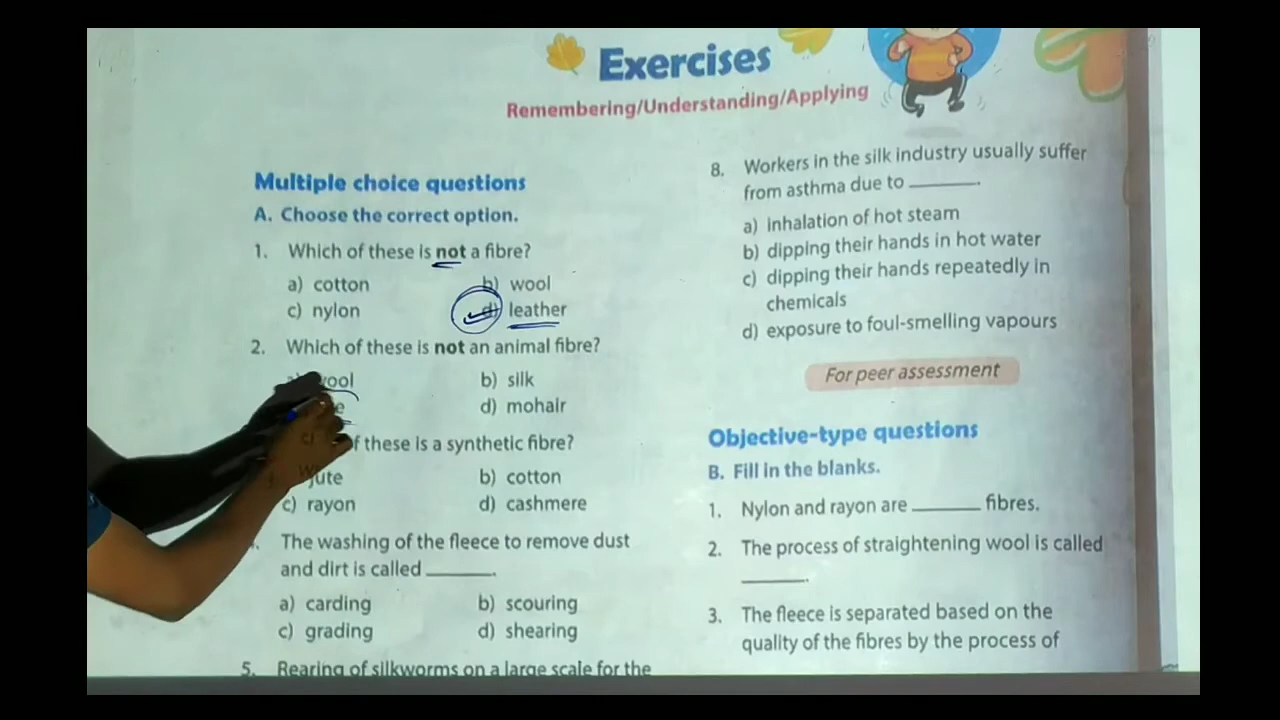 Exercises
Remembering/Understanding/Applying
Multiple choice questions
A. Choose the correct option.
1. Which of these is not a fibre?
a) cotton b) wool
c) nylon d) leather
2. Which of these is not an animal fibre?
b) silk
d) mohair
of these is a synthetic fibre?
jute b) cotton
c) rayon d) cashmere
The washing of the fleece to remove dust
and dirt is called ______.
a) carding b) scouring
c) grading d) shearing
5. Rearing of silkworms on a large scale for the
8. Workers in the silk industry usually suffer
from asthma due to ______.
a) inhalation of hot steam
b) dipping their hands in hot water
c) dipping their hands repeatedly in
chemicals
d) exposure to foul-smelling vapours
For peer assessment
Objective-type questions
B. Fill in the blanks.
1. Nylon and rayon are ______ fibres.
2. The process of straightening wool is called
______.
3. The fleece is separated based on the
quality of the fibres by the process of